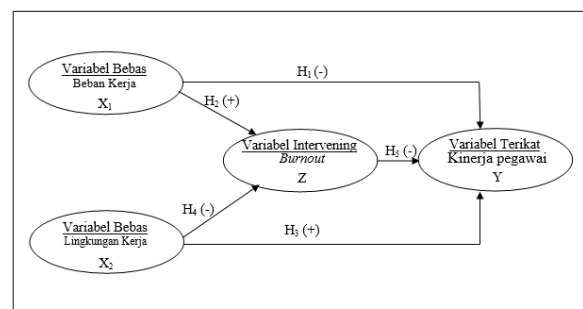 Variabel Bebas
Beban Kerja
X₁
H₁ (-)
H₂ (+)
Variabel Intervening
Burnout
Z
H₅ (-)
Variabel Terikat
Kinerja pegawai
Y
H₄ (-)
Variabel Bebas
Lingkungan Kerja
X₂
H₃ (+)